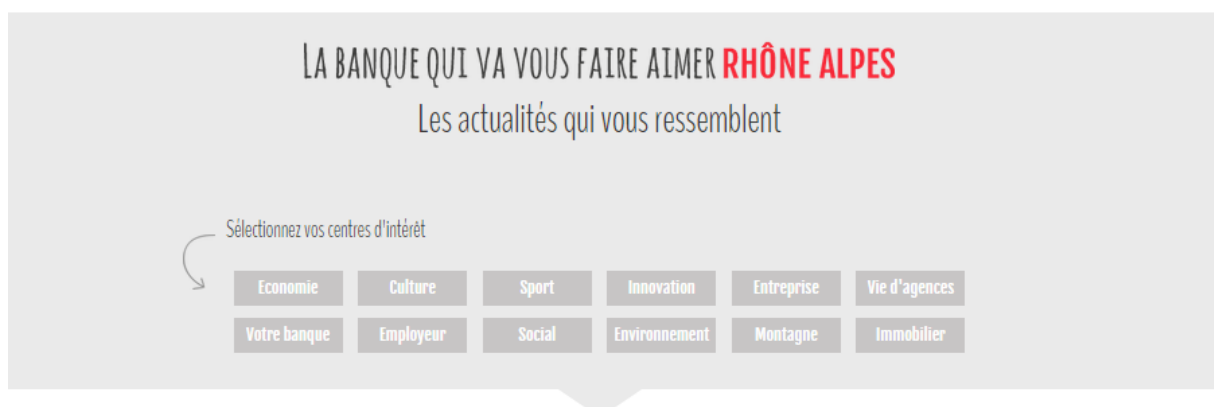 LA BANQUE QUI VA VOUS FAIRE AIMER RHÔNE ALPES
Les actualités qui vous ressemblent
Sélectionnez vos centres d'intérêt
Economie Culture Sport Innovation Entreprise Vie d'agences
Votre banque Employeur Social Environnement Montagne Immobilier